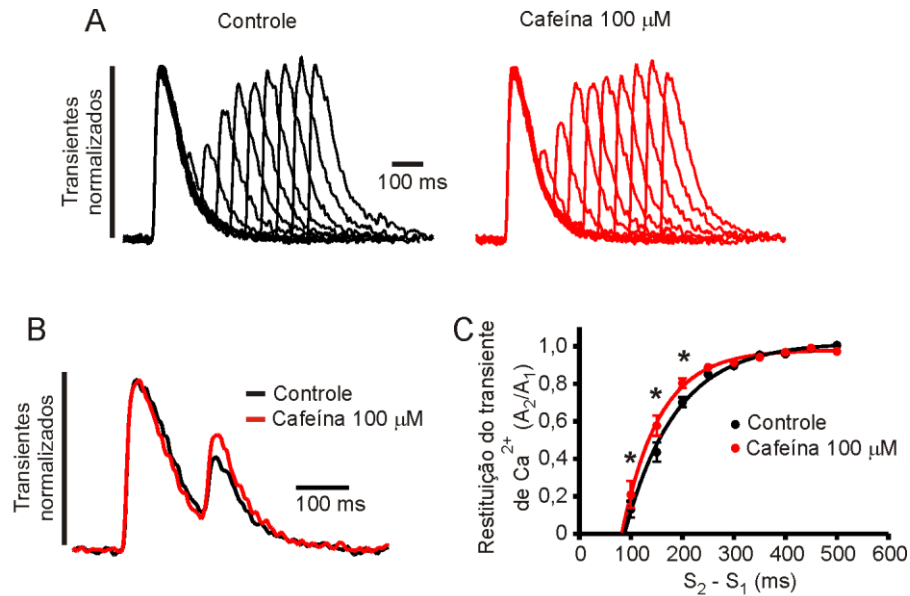 A
Controle
Cafeína 100 μM
Transientes
normalizados
100 ms
B
Transientes
normalizados
Controle
Cafeína 100 μM
100 ms
C
Restituição do transiente
de Ca²⁺ (A₂/A₁)
1,0
0,8
0,6
0,4
0,2
0
*
*
*
Controle
Cafeína 100 μM
0 100 200 300 400 500 600
S₂ - S₁ (ms)